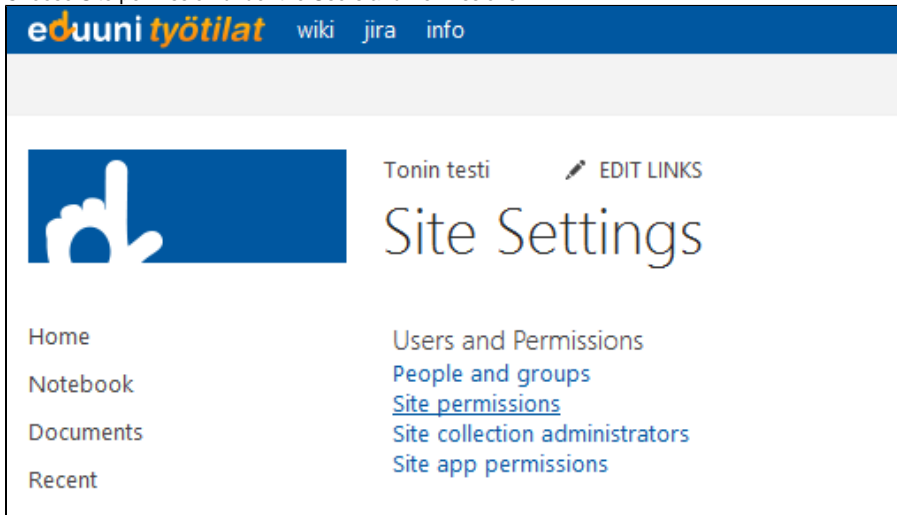 eduuni työtilat wiki jira info
Tonin testi EDIT LINKS
Site Settings
Home
Notebook
Documents
Recent
Users and Permissions
People and groups
Site permissions
Site collection administrators
Site app permissions